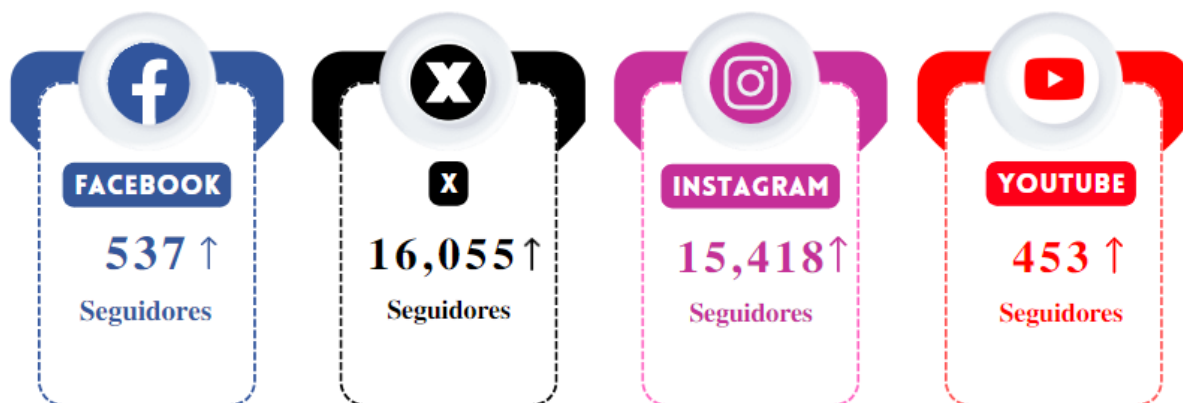 FACEBOOK
537 ↑
Seguidores
X
16,055↑
Seguidores
INSTAGRAM
15,418↑
Seguidores
YOUTUBE
453 ↑
Seguidores